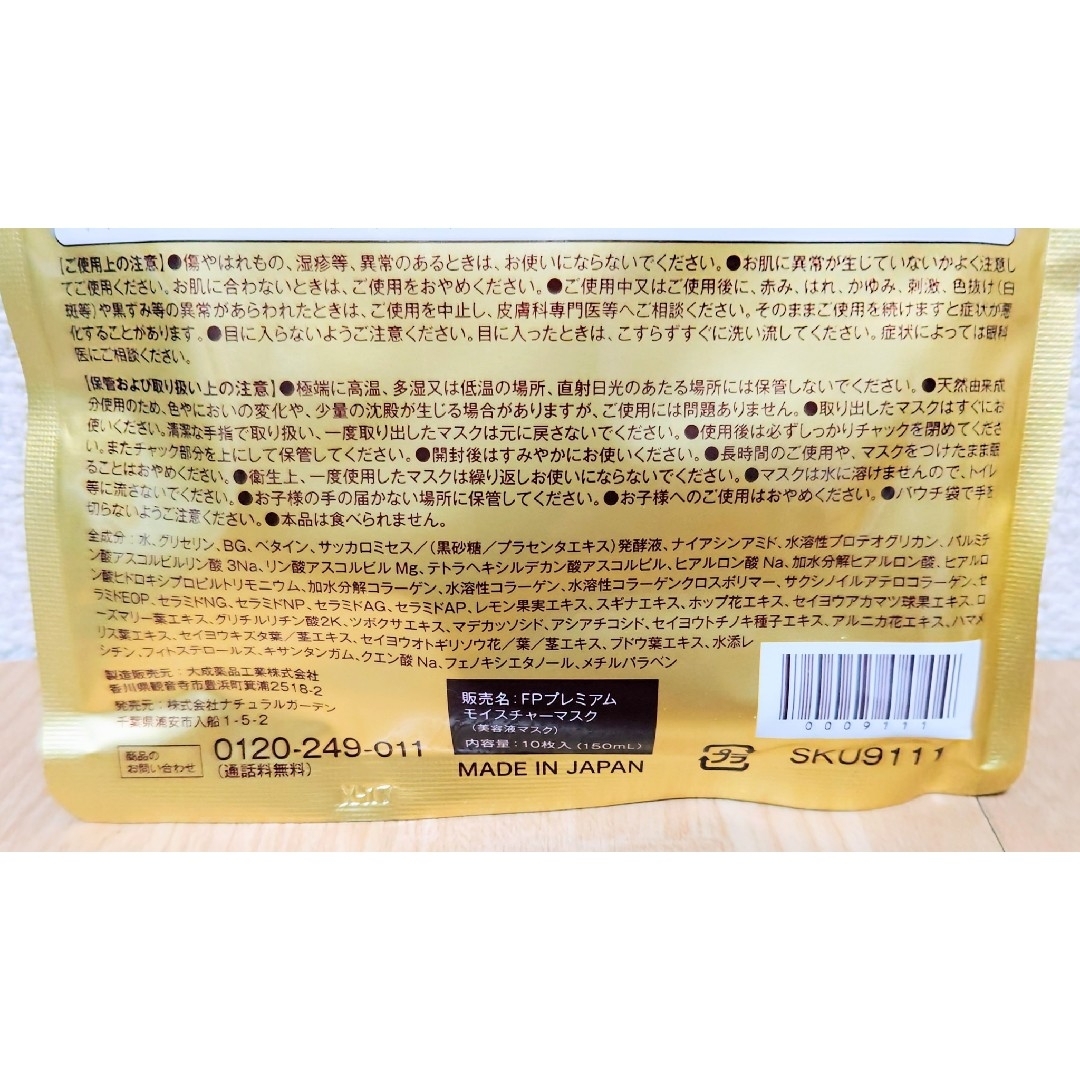 【ご使用上の注意】●傷やはれもの、湿疹等、異常のあるときは、お使いにならないでください。●お肌に異常が生じていないかよく注意し
てご使用ください。お肌に合わないときは、ご使用をおやめください。●ご使用中又はご使用後に、赤み、はれ、かゆみ、刺激、色抜け(白
斑等)や黒ずみ等の異常があらわれたときは、ご使用を中止し、皮膚科専門医等へご相談ください。そのままご使用を続けますと症状が悪
化することがあります。●目に入らないようご注意ください。目に入ったときは、こすらずすぐに洗い流してください。症状によっては眼科
医にご相談ください。
【保管および取り扱い上の注意】●極端に高温、多湿又は低温の場所、直射日光のあたる場所には保管しないでください。●天然由来成
分使用のため、色やにおいの変化や、少量の沈殿が生じる場合がありますが、ご使用には問題ありません。●取り出したマスクはすぐにお
使いください。清潔な手指で取り扱い、一度取り出したマスクは元に戻さないでください。●使用後は必ずしっかりチャックを閉めてくださ
い。またチャック部分を上にして保管してください。●開封後はすみやかにお使いください。●長時間のご使用や、マスクをつけたまま眠
ることはおやめください。●衛生上、一度使用したマスクは繰り返しお使いにならないでください。●マスクは水に溶けませんので、トイレ
等に流さないでください。●お子様の手の届かない場所に保管してください。●お子様へのご使用はおやめください。●パウチ袋で手を
切らないようご注意ください。●本品は食べられません。
全成分：水、グリセリン、BG、ベタイン、サッカロミセス／(黒砂糖／プラセンタエキス)発酵液、ナイアシンアミド、水溶性プロテオグリカン、パルミチ
ン酸アスコルビルリン酸3Na、リン酸アスコルビルMg、テトラヘキシルデカン酸アスコルビル、ヒアルロン酸Na、加水分解ヒアルロン酸、ヒアルロ
ン酸ヒドロキシプロピルトリモニウム、加水分解コラーゲン、水溶性コラーゲン、水溶性コラーゲンクロスポリマー、サクシノイルアテロコラーゲン、セ
ラミドEOP、セラミドNG、セラミドNP、セラミドAG、セラミドAP、レモン果実エキス、スギナエキス、ホップ花エキス、セイヨウアカマツ球果エキス、ロ
ーズマリー葉エキス、グリチルリチン酸2K、ツボクサエキス、マデカッソシド、アシアチコシド、セイヨウトチノキ種子エキス、アルニカ花エキス、ハマメ
リス葉エキス、セイヨウキズタ葉／茎エキス、セイヨウオトギリソウ花／葉／茎エキス、ブドウ葉エキス、水添レ
シチン、フィトステロールズ、キサンタンガム、クエン酸Na、フェノキシエタノール、メチルパラベン
製造販売元：大成薬品工業株式会社
香川県観音寺市豊浜町箕浦2518-2
発売元：株式会社ナチュラルガーデン
千葉県浦安市入船1-5-2
商品の
お問い合わせ
0120-249-011
(通話料無料)
販売名：FPプレミアム
モイスチャーマスク
(美容液マスク)
内容量：10枚入(150mL)
MADE IN JAPAN
0009111
プラ
SKU9111